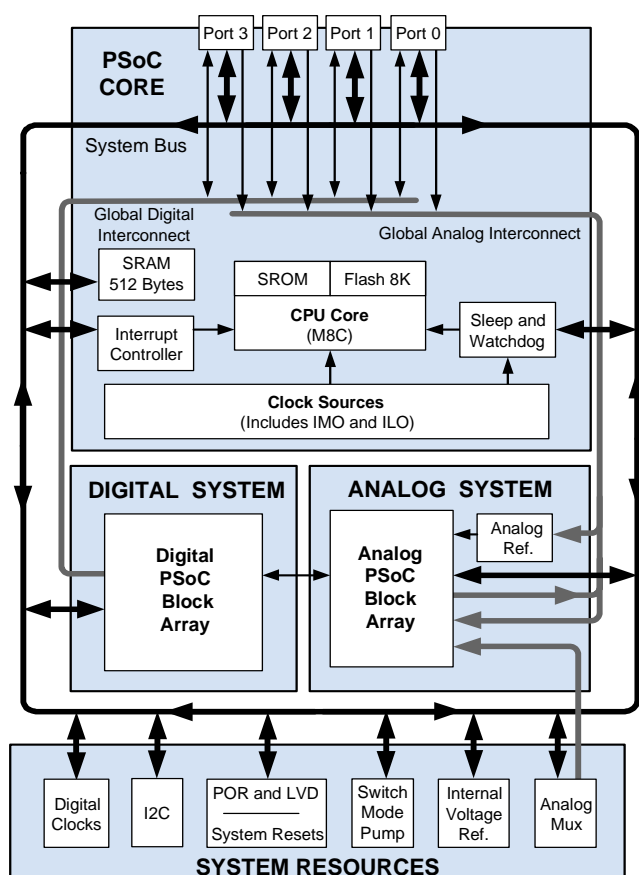 Port 3
Port 2
Port 1
Port 0
PSoC
CORE
System Bus
Global Digital
Interconnect
Global Analog Interconnect
SRAM
512 Bytes
SROM
Flash 8K
CPU Core
(M8C)
Interrupt
Controller
Sleep and
Watchdog
Clock Sources
(Includes IMO and ILO)
DIGITAL SYSTEM
ANALOG SYSTEM
Digital
PSoC
Block
Array
Analog
PSoC
Block
Array
Analog
Ref.
Digital
Clocks
I2C
POR and LVD
System Resets
Switch
Mode
Pump
Internal
Voltage
Ref.
Analog
Mux
SYSTEM RESOURCES